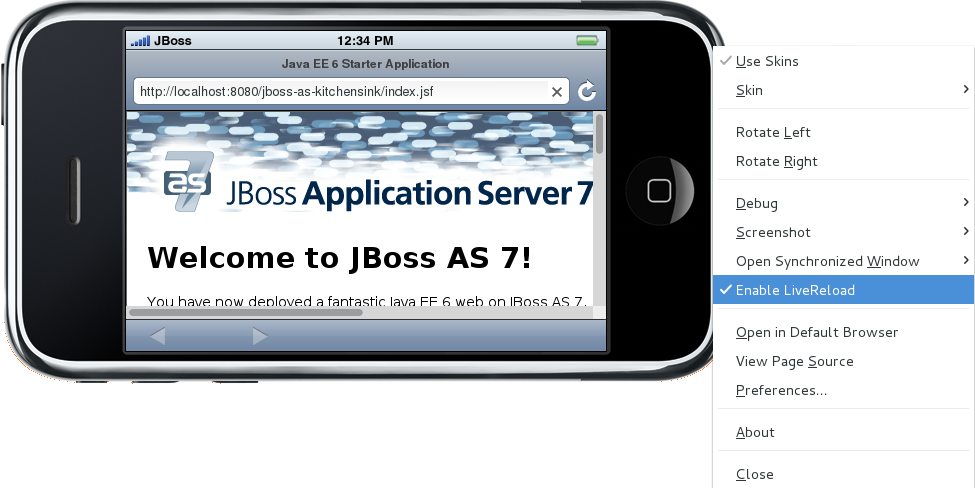 JBoss
12:34 PM
Java EE 6 Starter Application
http://localhost:8080/jboss-as-kitchensink/index.jsf
as
7
JBoss Application Server 7
Welcome to JBoss AS 7!
You have now deployed a fantastic Java EE 6 web on JBoss AS 7.
Use Skins
Skin
Rotate Left
Rotate Right
Debug
Screenshot
Open Synchronized Window
Enable LiveReload
Open in Default Browser
View Page Source
Preferences...
About
Close